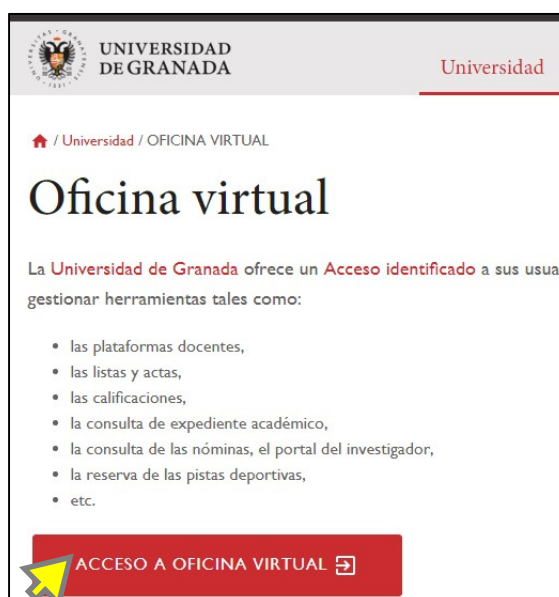 UNIVERSIDAD
DE GRANADA
Universidad
/ Universidad / OFICINA VIRTUAL
Oficina virtual
La Universidad de Granada ofrece un Acceso identificado a sus usua
gestionar herramientas tales como:
• las plataformas docentes,
• las listas y actas,
• las calificaciones,
• la consulta de expediente académico,
• la consulta de las nóminas, el portal del investigador,
• la reserva de las pistas deportivas,
• etc.
ACCESO A OFICINA VIRTUAL